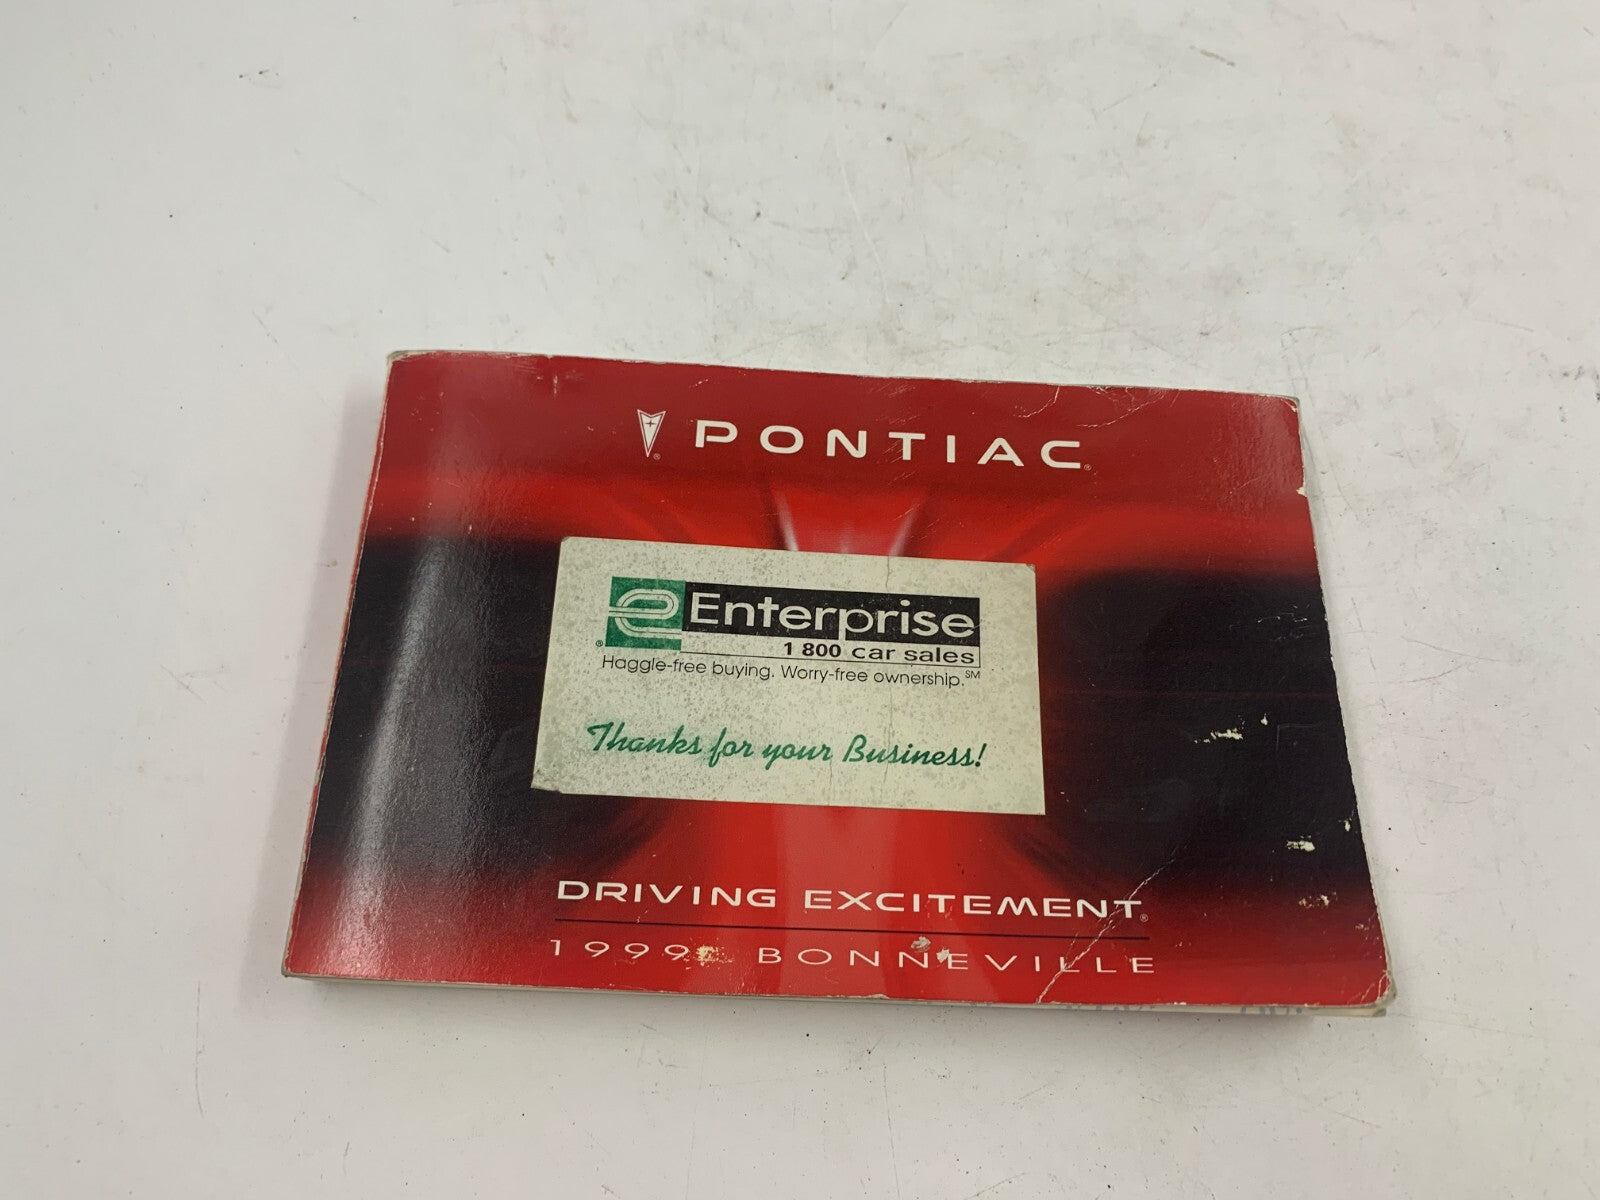 PONTIAC®
Enterprise®
1 800 car sales
Haggle-free buying. Worry-free ownership.℠
Thanks for your Business!
DRIVING EXCITEMENT®
1999 BONNEVILLE